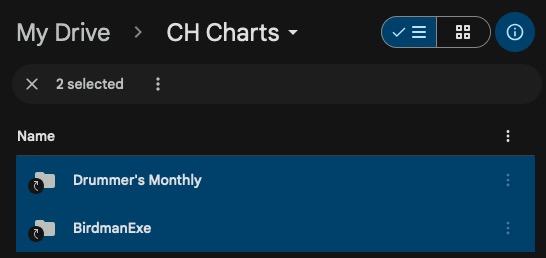 My Drive > CH Charts
2 selected
Name
Drummer's Monthly
BirdmanExe